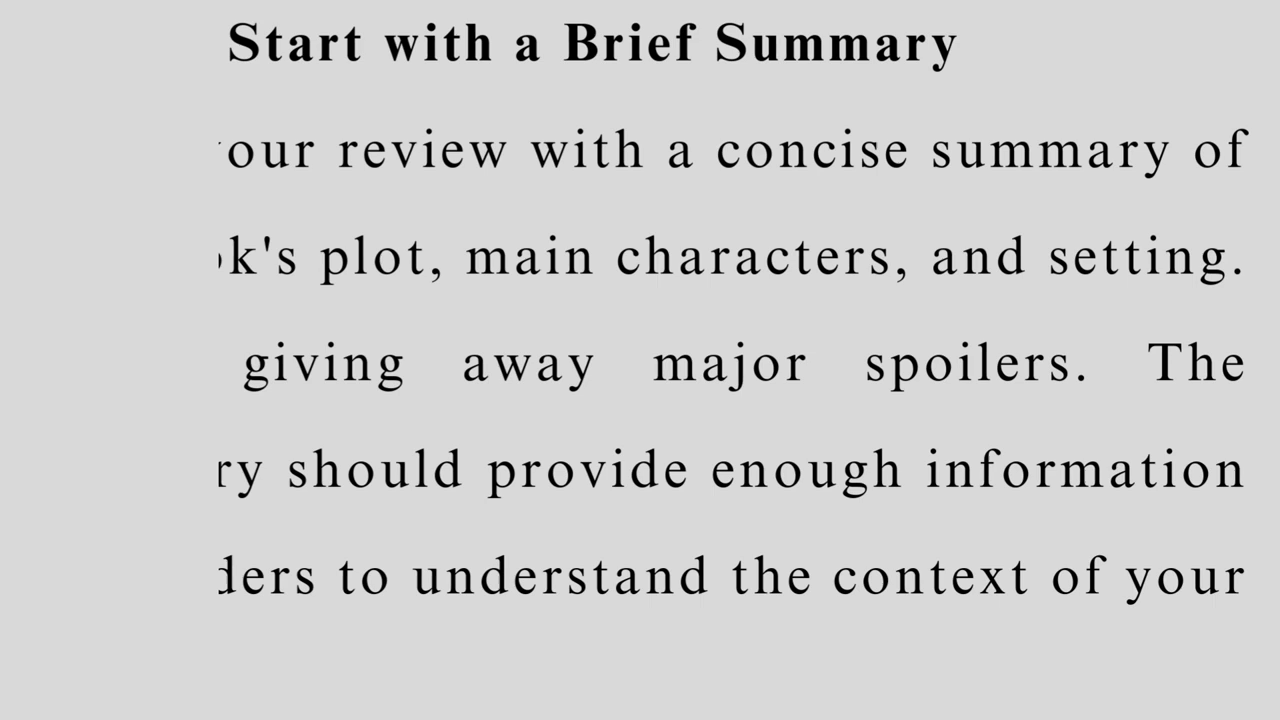 Start with a Brief Summary
our review with a concise summary of
k's plot, main characters, and setting.
giving away major spoilers. The
ry should provide enough information
ders to understand the context of your